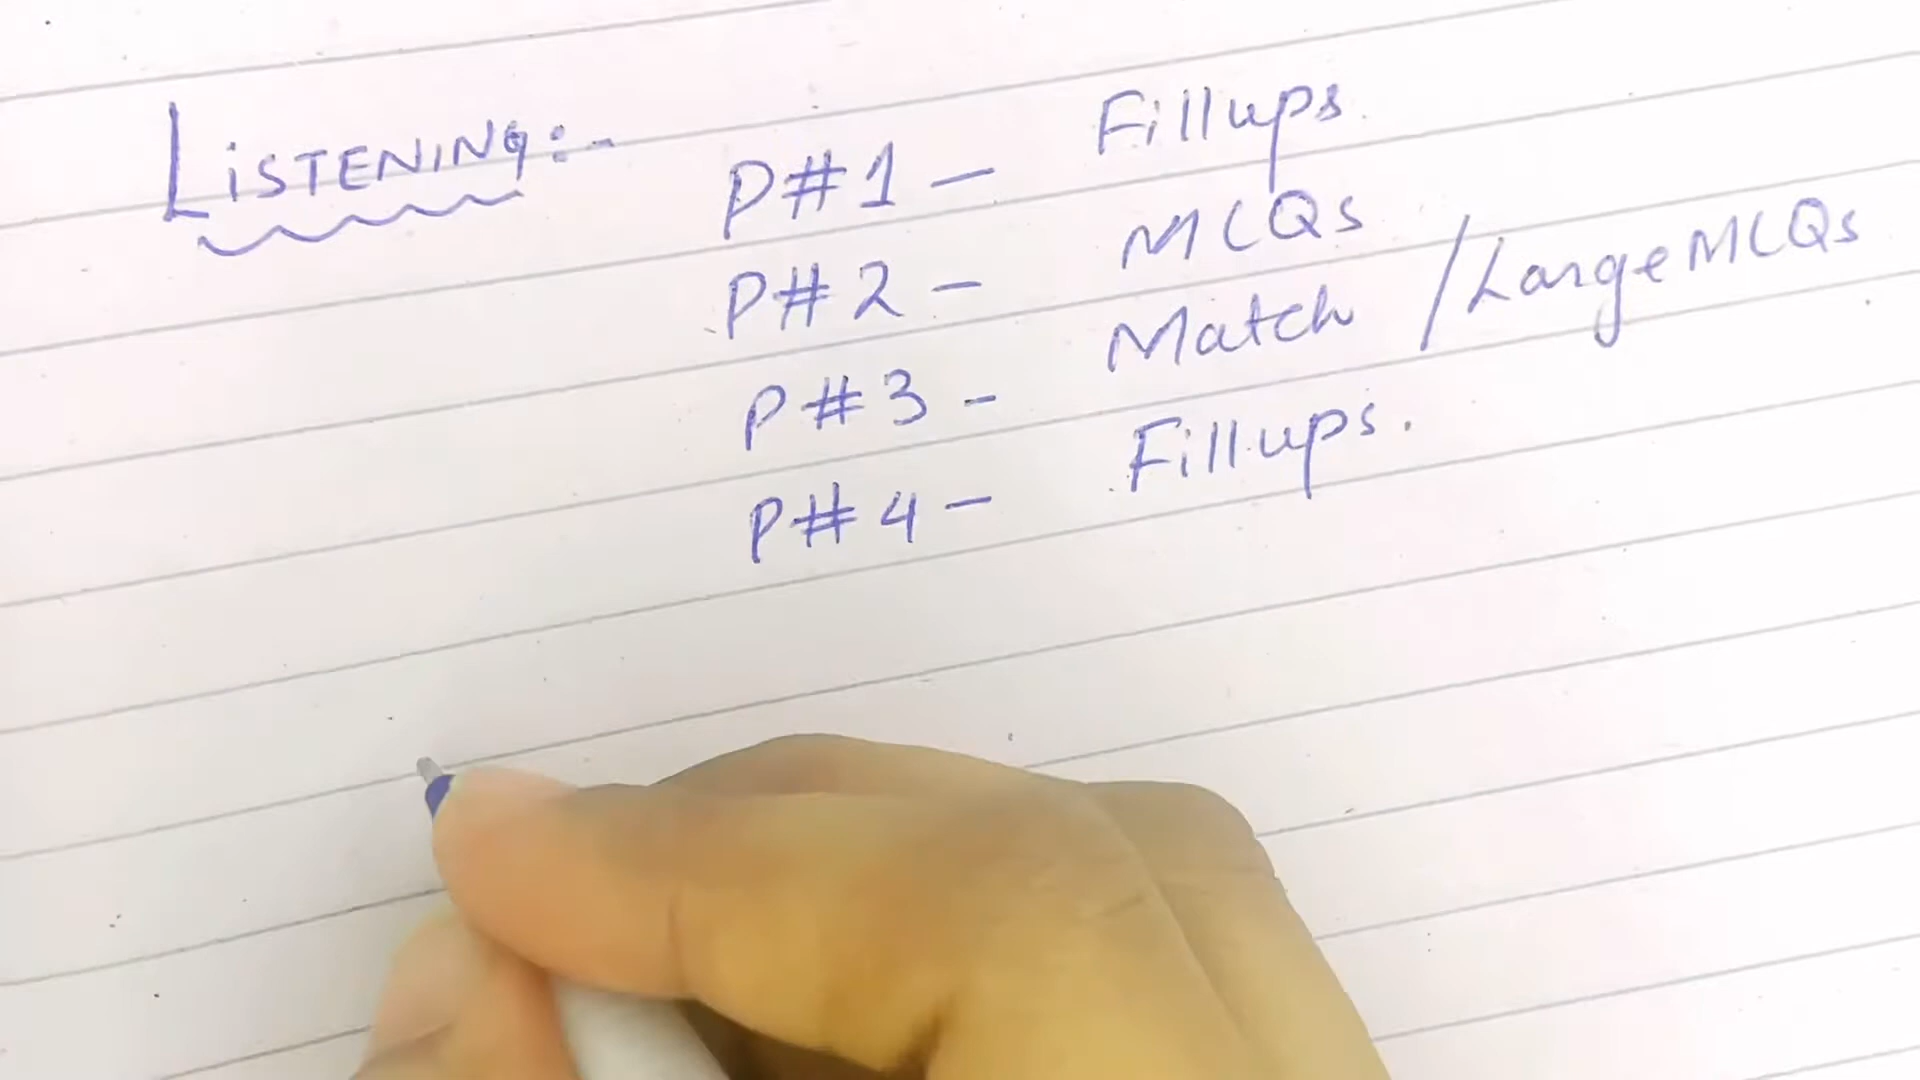 LiSTENING:-
P#1 - Fillups.
P#2 - MCQs
P#3 - Match / Large MCQs
P#4 - Fillups.